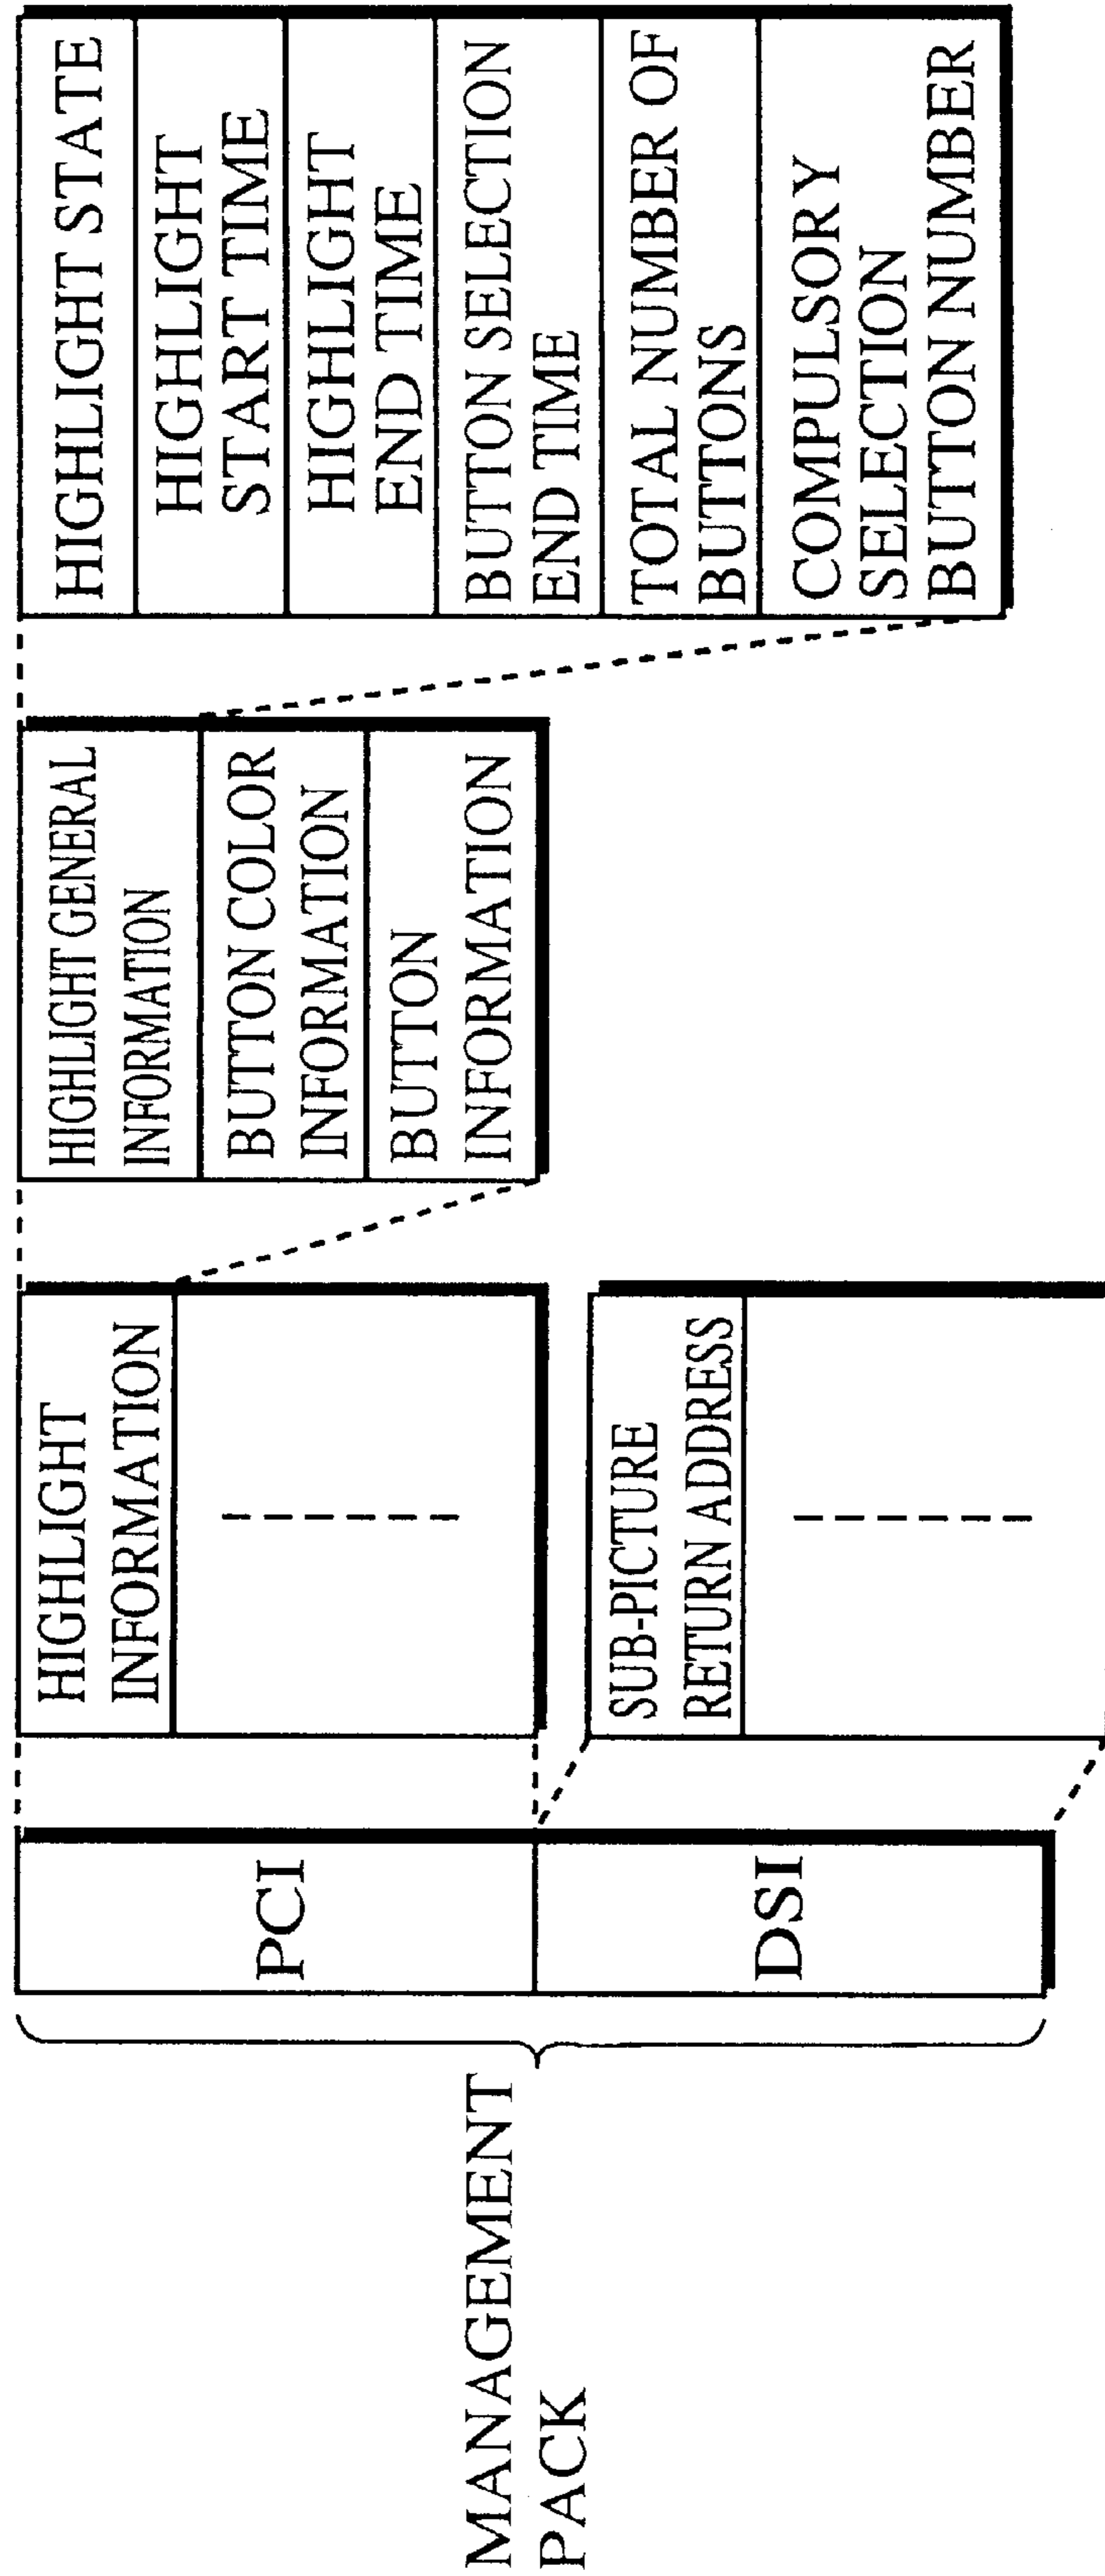 MANAGEMENT
PACK
PCI
DSI
HIGHLIGHT
INFORMATION
SUB-PICTURE
RETURN ADDRESS
HIGHLIGHT GENERAL
INFORMATION
BUTTON COLOR
INFORMATION
BUTTON
INFORMATION
HIGHLIGHT STATE
HIGHLIGHT
START TIME
HIGHLIGHT
END TIME
BUTTON SELECTION
END TIME
TOTAL NUMBER OF
BUTTONS
COMPULSORY
SELECTION
BUTTON NUMBER